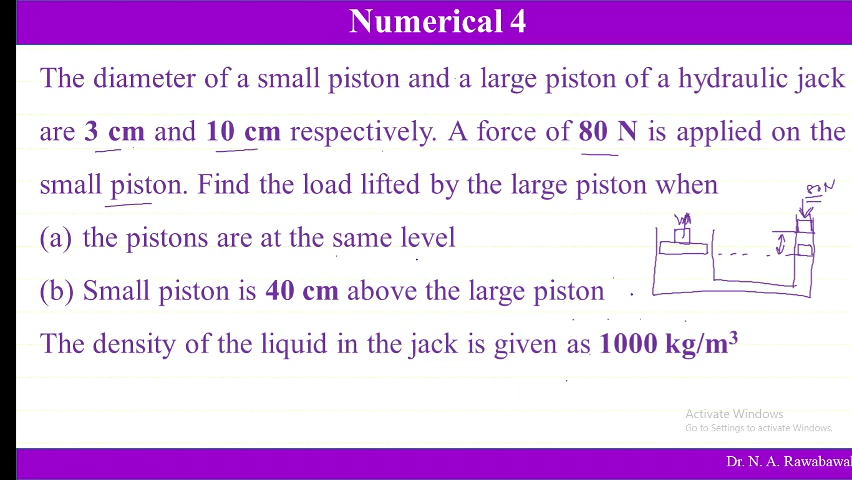 Numerical 4
The diameter of a small piston and a large piston of a hydraulic jack
are 3 cm and 10 cm respectively. A force of 80 N is applied on the
small piston. Find the load lifted by the large piston when
80N
(a) the pistons are at the same level
(b) Small piston is 40 cm above the large piston
The density of the liquid in the jack is given as 1000 kg/m³
Activate Windows
Go to Settings to activate Windows.
Dr. N. A. Rawabawal